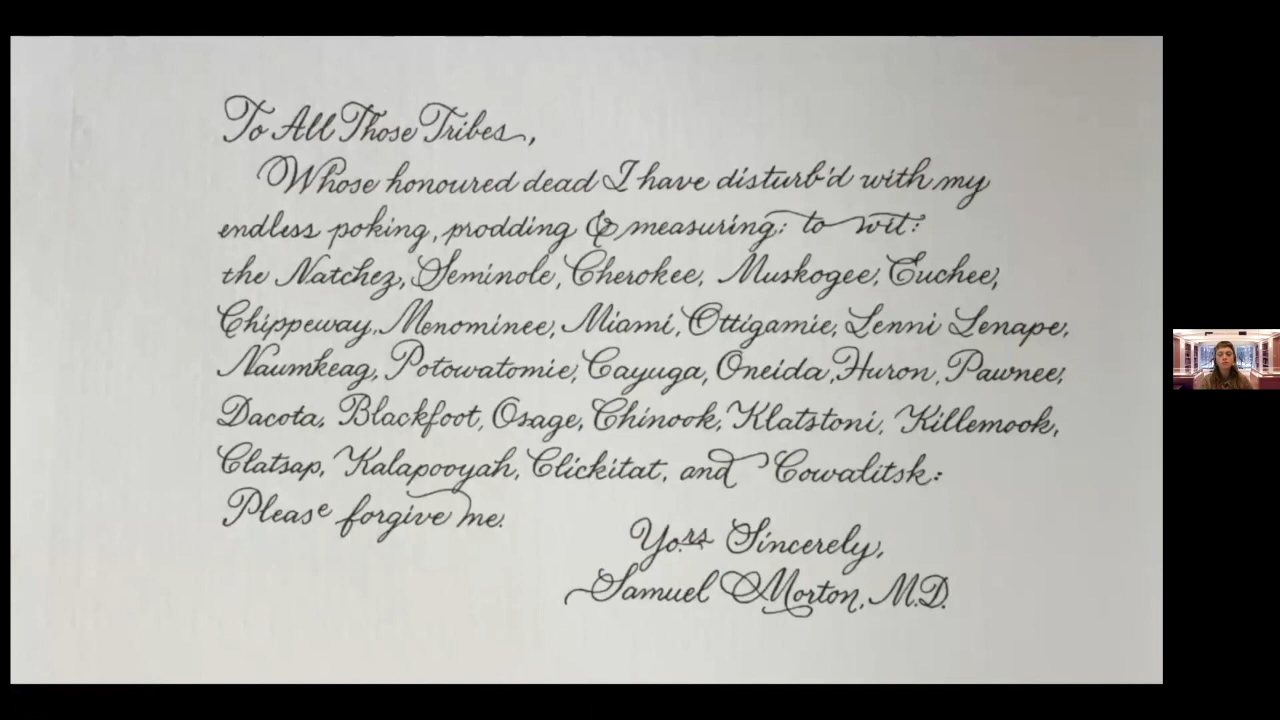 To All Those Tribes,
Whose honoured dead I have disturb'd with my
endless poking, prodding & measuring: to wit:
the Natchez, Seminole, Cherokee, Muskogee, Euchee,
Chippeway, Menominee, Miami, Ottigamie, Lenni Lenape,
Naumkeag, Potowatomie, Cayuga, Oneida, Huron, Pawnee,
Dacota, Blackfoot, Osage, Chinook, Klatstoni, Killemook,
Clatsap, Kalapooyah, Clickitat, and Cowalitsk:
Please forgive me.
Yo.rs Sincerely,
Samuel Morton, M.D.